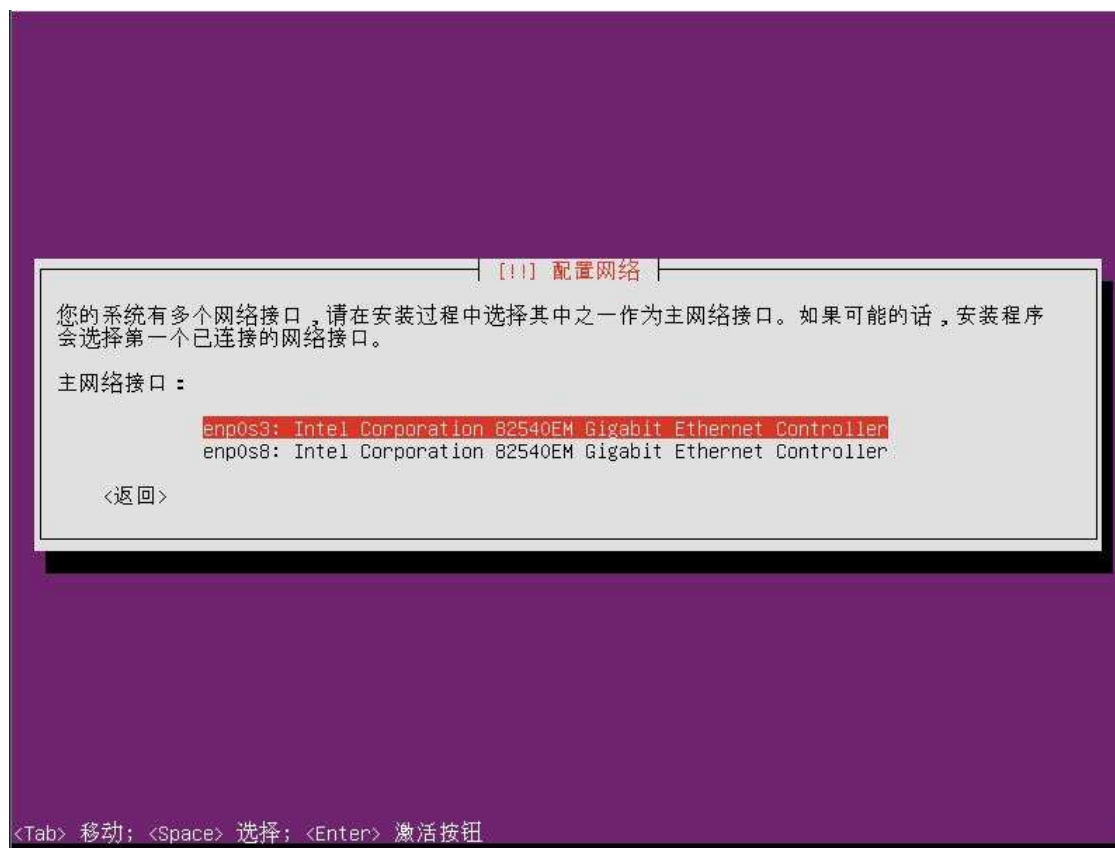 [!!] 配置网络
您的系统有多个网络接口，请在安装过程中选择其中之一作为主网络接口。如果可能的话，安装程序
会选择第一个已连接的网络接口。
主网络接口：
enp0s3: Intel Corporation 82540EM Gigabit Ethernet Controller
enp0s8: Intel Corporation 82540EM Gigabit Ethernet Controller
<返回>
<Tab> 移动; <Space> 选择; <Enter> 激活按钮